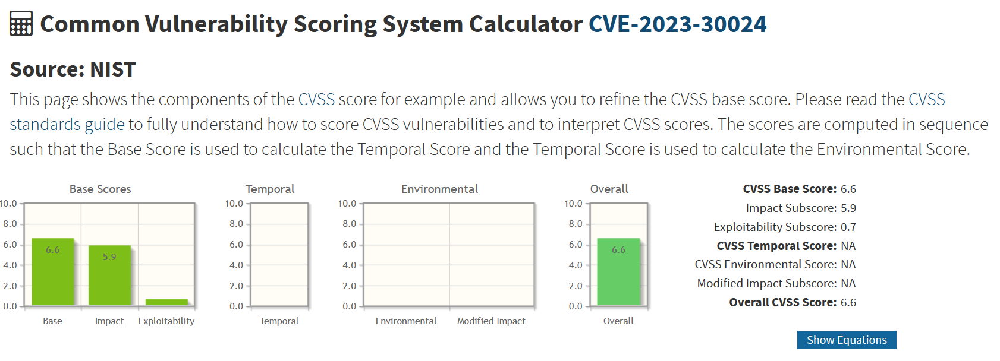 Common Vulnerability Scoring System Calculator CVE-2023-30024
Source: NIST
This page shows the components of the CVSS score for example and allows you to refine the CVSS base score. Please read the CVSS
standards guide to fully understand how to score CVSS vulnerabilities and to interpret CVSS scores. The scores are computed in sequence
such that the Base Score is used to calculate the Temporal Score and the Temporal Score is used to calculate the Environmental Score.
Base Scores
10.0
8.0
6.0
4.0
2.0
0.0
6.6
5.9
Base Impact Exploitability
Temporal
10.0
8.0
6.0
4.0
2.0
0.0
Temporal
Environmental
10.0
8.0
6.0
4.0
2.0
0.0
Environmental Modified Impact
Overall
10.0
8.0
6.0
4.0
2.0
0.0
6.6
Overall
CVSS Base Score: 6.6
Impact Subscore: 5.9
Exploitability Subscore: 0.7
CVSS Temporal Score: NA
CVSS Environmental Score: NA
Modified Impact Subscore: NA
Overall CVSS Score: 6.6
Show Equations